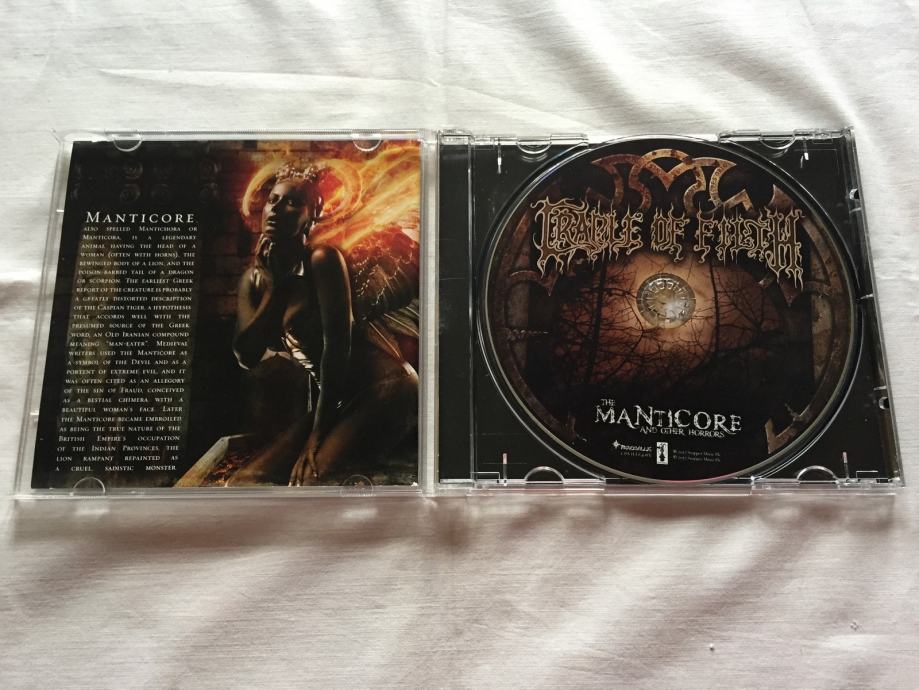 MANTICORE,
ALSO SPELLED MANTICHORA OR
MANTICORA, IS A LEGENDARY
ANIMAL HAVING THE HEAD OF A
WOMAN (OFTEN WITH HORNS), THE
BEWINGED BODY OF A LION, AND THE
POISON-BARBED TAIL OF A DRAGON
OR SCORPION. THE EARLIEST GREEK
REPORT OF THE CREATURE IS PROBABLY
A GREATLY DISTORTED DESCRIPTION
OF THE CASPIAN TIGER, A HYPOTHESIS
THAT ACCORDS WELL WITH THE
PRESUMED SOURCE OF THE GREEK
WORD, AN OLD IRANIAN COMPOUND
MEANING "MAN-EATER". MEDIEVAL
WRITERS USED THE MANTICORE AS
A SYMBOL OF THE DEVIL AND AS A
PORTENT OF EXTREME EVIL, AND IT
WAS OFTEN CITED AS AN ALLEGORY
OF THE SIN OF FRAUD, CONCEIVED
AS A BESTIAL CHIMERA WITH A
BEAUTIFUL WOMAN'S FACE. LATER
THE MANTICORE BECAME EMBROILED
AS BEING THE TRUE NATURE OF THE
BRITISH EMPIRE'S OCCUPATION
OF THE INDIAN PROVINCES, THE
LION RAMPANT REPAINTED AS
A CRUEL, SADISTIC MONSTER.
CRADLE OF FILTH
THE
MANTICORE
AND OTHER HORRORS
PEACEVILLE